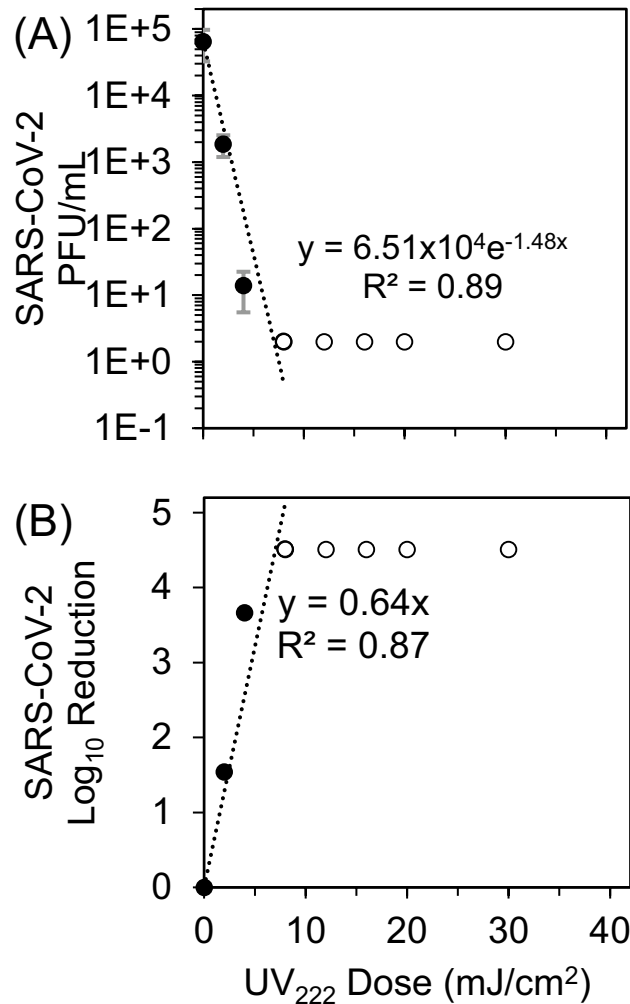 (A)
SARS-CoV-2
PFU/mL
1E+5
1E+4
1E+3
1E+2
1E+1
1E+0
1E-1
y = 6.51x10⁴e⁻¹·⁴⁸ˣ
R² = 0.89
(B)
SARS-CoV-2
Log₁₀ Reduction
5
4
3
2
1
0
y = 0.64x
R² = 0.87
0 10 20 30 40
UV₂₂₂ Dose (mJ/cm²)